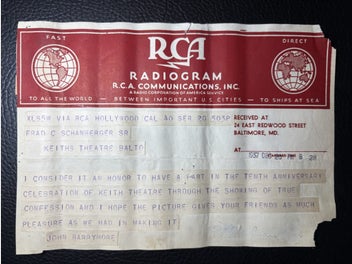 FAST
DIRECT
RCA
RADIOGRAM
R.C.A. COMMUNICATIONS, INC.
A RADIO CORPORATION OF AMERICA SERVICE
TO ALL THE WORLD
BETWEEN IMPORTANT U.S. CITIES
TO SHIPS AT SEA
RECEIVED AT
24 EAST REDWOOD STREET
BALTIMORE, MD.
VIA RCA HOLLYWOOD CAL 40 SER 20 503P
FRAD C SCHANBERGER SR
KEITHS THEATRE BALTO
1937 DEC
I CONSIDER IT AN HONOR TO HAVE A PART IN THE TENTH ANNIVERSARY
CELEBRATION OF KEITH THEATRE THROUGH THE SHOWING OF TRUE
CONFESSION AND I HOPE THE PICTURE GIVES YOUR FRIENDS AS MUCH
PLEASURE AS WE HAD IN MAKING IT
JOHN BARRYMORE